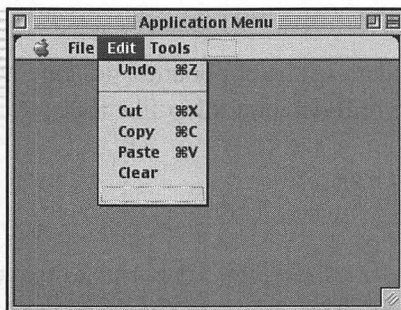 Application Menu
File Edit Tools
Undo ⌘Z
Cut ⌘X
Copy ⌘C
Paste ⌘V
Clear